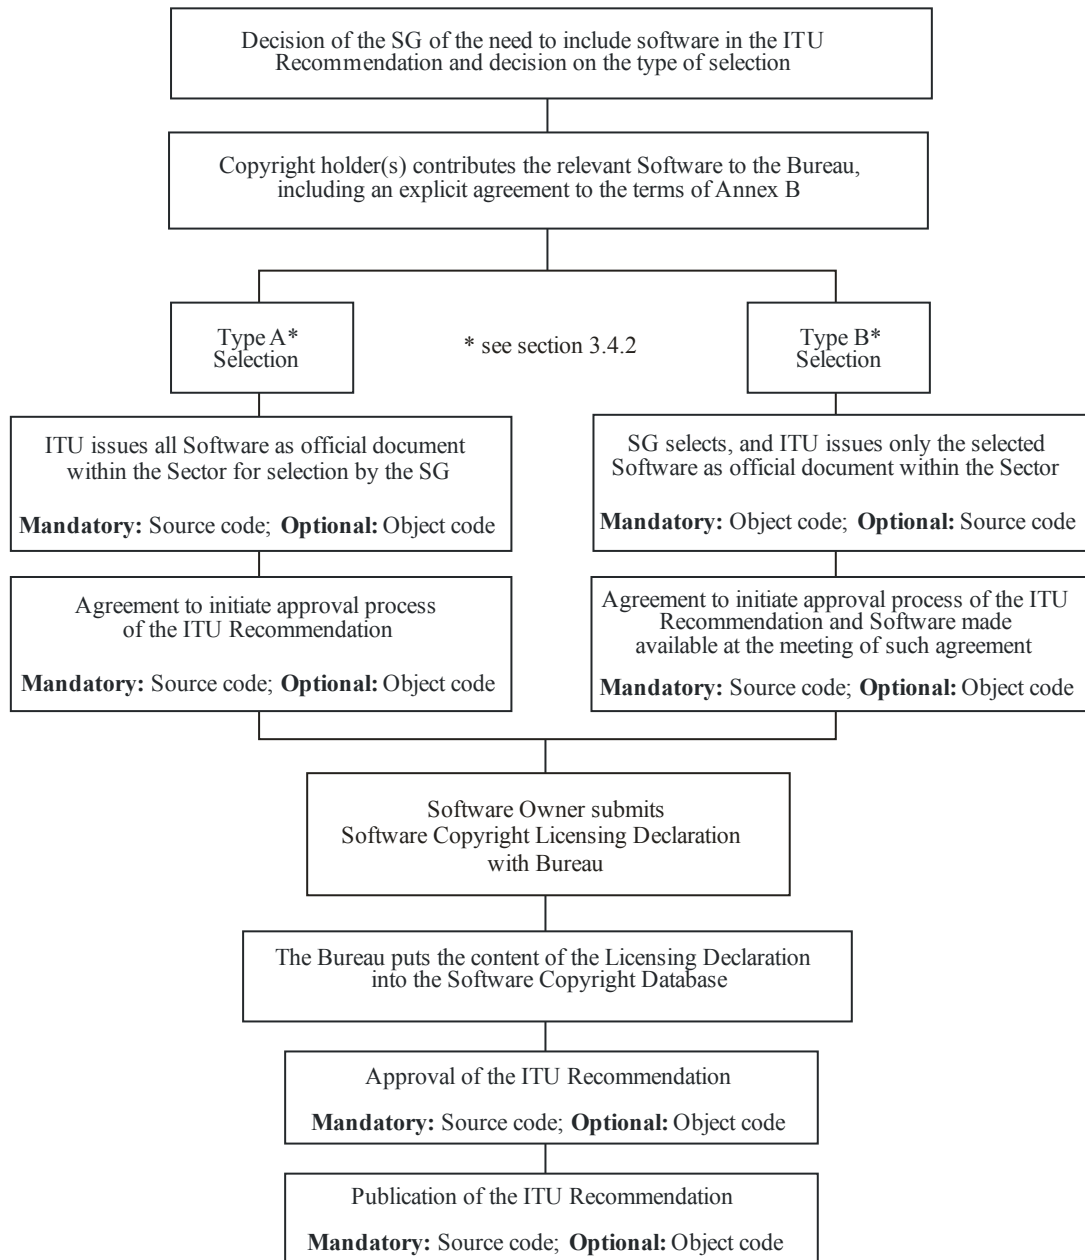 Decision of the SG of the need to include software in the ITU
Recommendation and decision on the type of selection
Copyright holder(s) contributes the relevant Software to the Bureau,
including an explicit agreement to the terms of Annex B
Type A*
Selection
* see section 3.4.2
Type B*
Selection
ITU issues all Software as official document
within the Sector for selection by the SG
Mandatory: Source code; Optional: Object code
SG selects, and ITU issues only the selected
Software as official document within the Sector
Mandatory: Object code; Optional: Source code
Agreement to initiate approval process
of the ITU Recommendation
Mandatory: Source code; Optional: Object code
Agreement to initiate approval process of the ITU
Recommendation and Software made
available at the meeting of such agreement
Mandatory: Source code; Optional: Object code
Software Owner submits
Software Copyright Licensing Declaration
with Bureau
The Bureau puts the content of the Licensing Declaration
into the Software Copyright Database
Approval of the ITU Recommendation
Mandatory: Source code; Optional: Object code
Publication of the ITU Recommendation
Mandatory: Source code; Optional: Object code